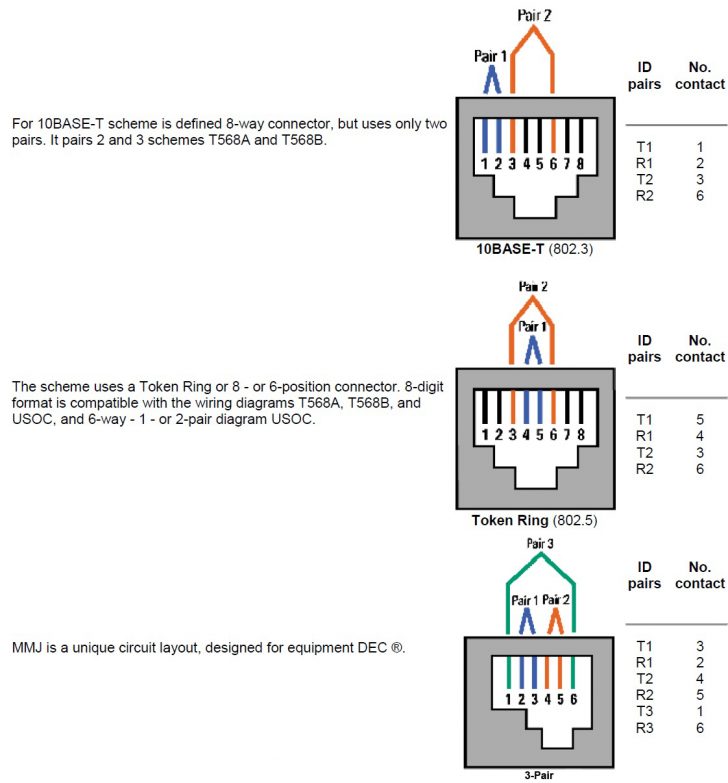 For 10BASE-T scheme is defined 8-way connector, but uses only two
pairs. It pairs 2 and 3 schemes T568A and T568B.
Pair 2
Pair 1
1 2 3 4 5 6 7 8
10BASE-T (802.3)
ID No.
pairs contact
T1 1
R1 2
T2 3
R2 6
The scheme uses a Token Ring or 8 - or 6-position connector. 8-digit
format is compatible with the wiring diagrams T568A, T568B, and
USOC, and 6-way - 1 - or 2-pair diagram USOC.
Pair 2
Pair 1
1 2 3 4 5 6 7 8
Token Ring (802.5)
ID No.
pairs contact
T1 5
R1 4
T2 3
R2 6
MMJ is a unique circuit layout, designed for equipment DEC ®.
Pair 3
Pair 1 Pair 2
1 2 3 4 5 6
3-Pair
ID No.
pairs contact
T1 3
R1 2
T2 4
R2 5
T3 1
R3 6